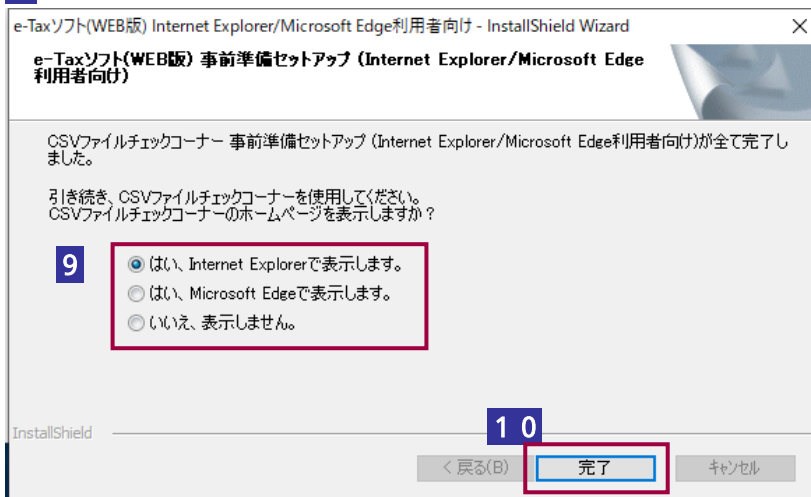 e-Taxソフト(WEB版) Internet Explorer/Microsoft Edge利用者向け - InstallShield Wizard
e-Taxソフト(WEB版) 事前準備セットアップ (Internet Explorer/Microsoft Edge
利用者向け)
CSVファイルチェックコーナー 事前準備セットアップ (Internet Explorer/Microsoft Edge利用者向け)が全て完了し
ました。
引き続き、CSVファイルチェックコーナーを使用してください。
CSVファイルチェックコーナーのホームページを表示しますか？
9
はい、Internet Explorerで表示します。
はい、Microsoft Edgeで表示します。
いいえ、表示しません。
InstallShield
１０
< 戻る(B)
完了
キャンセル